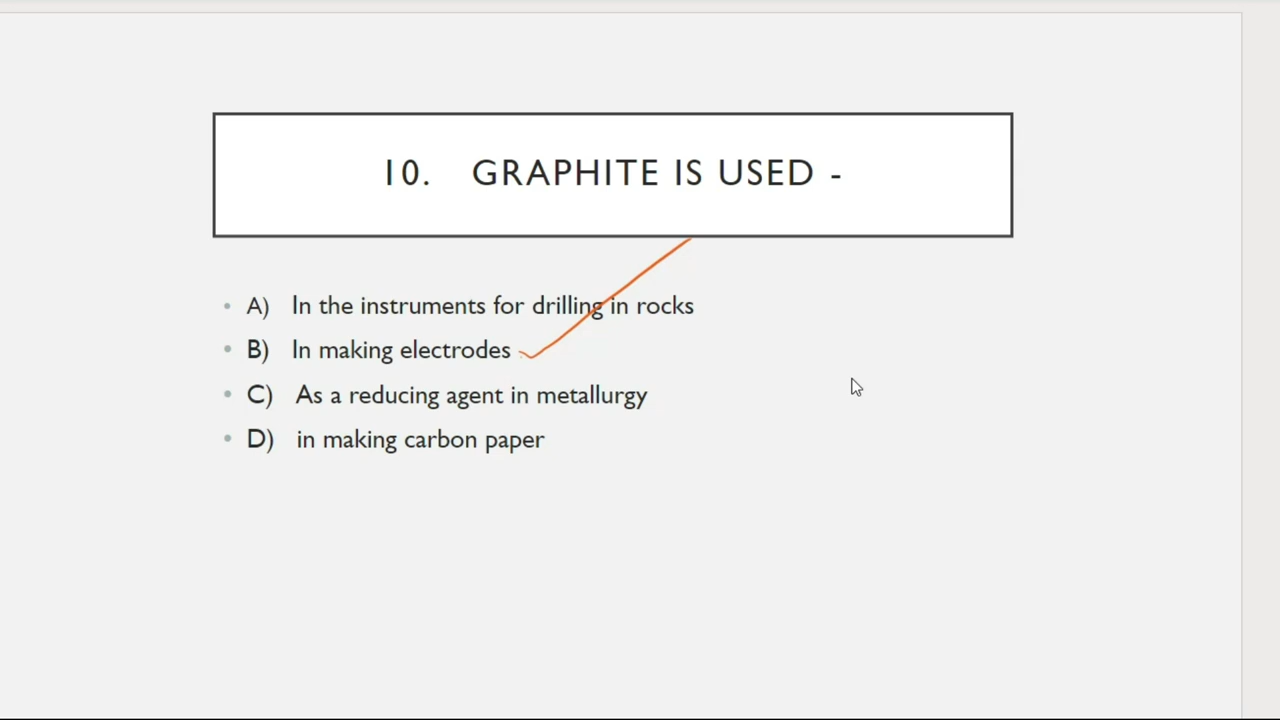 10. GRAPHITE IS USED -
• A) In the instruments for drilling in rocks
• B) In making electrodes
• C) As a reducing agent in metallurgy
• D) in making carbon paper